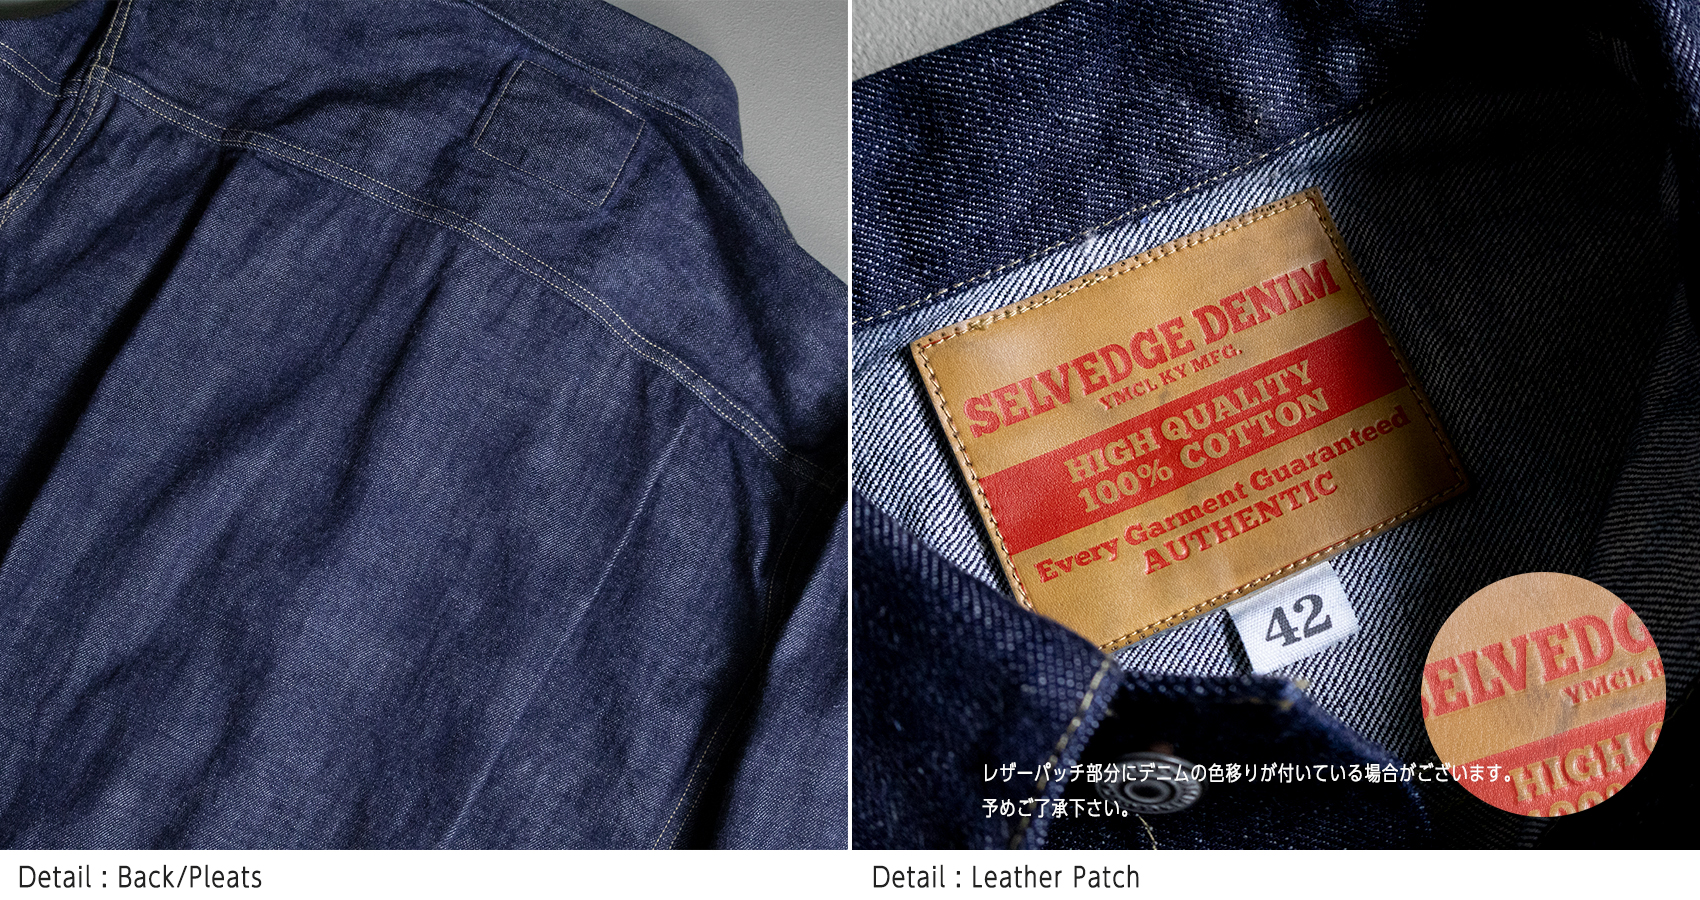 SELVEDGE DENIM
YMCL KY MFG.
HIGH QUALITY
100% COTTON
Every Garment Guaranteed
AUTHENTIC
42
ELVEDG
YMCL K
HIGH
レザーパッチ部分にデニムの色移りが付いている場合がございます。
予めご了承下さい。
Detail : Back/Pleats
Detail : Leather Patch